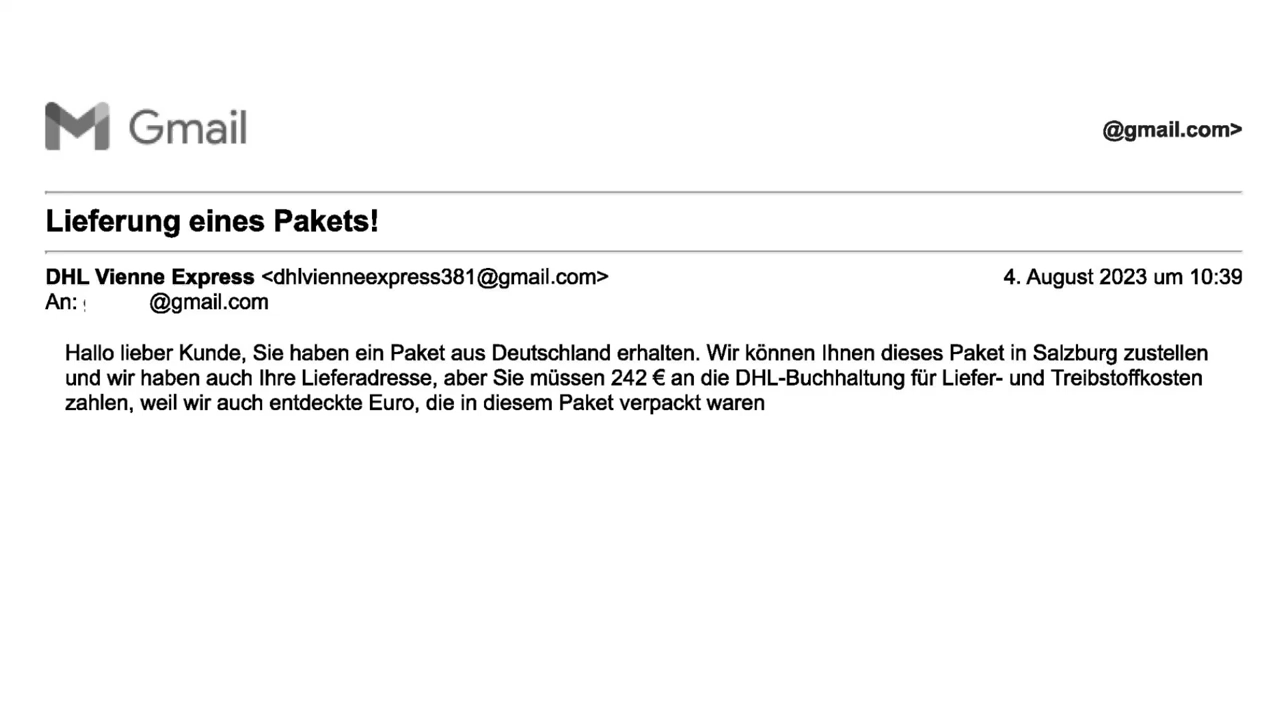 Gmail
@gmail.com>
Lieferung eines Pakets!
DHL Vienne Express <dhlvienneexpress381@gmail.com>
4. August 2023 um 10:39
An: @gmail.com
Hallo lieber Kunde, Sie haben ein Paket aus Deutschland erhalten. Wir können Ihnen dieses Paket in Salzburg zustellen
und wir haben auch Ihre Lieferadresse, aber Sie müssen 242 € an die DHL-Buchhaltung für Liefer- und Treibstoffkosten
zahlen, weil wir auch entdeckte Euro, die in diesem Paket verpackt waren